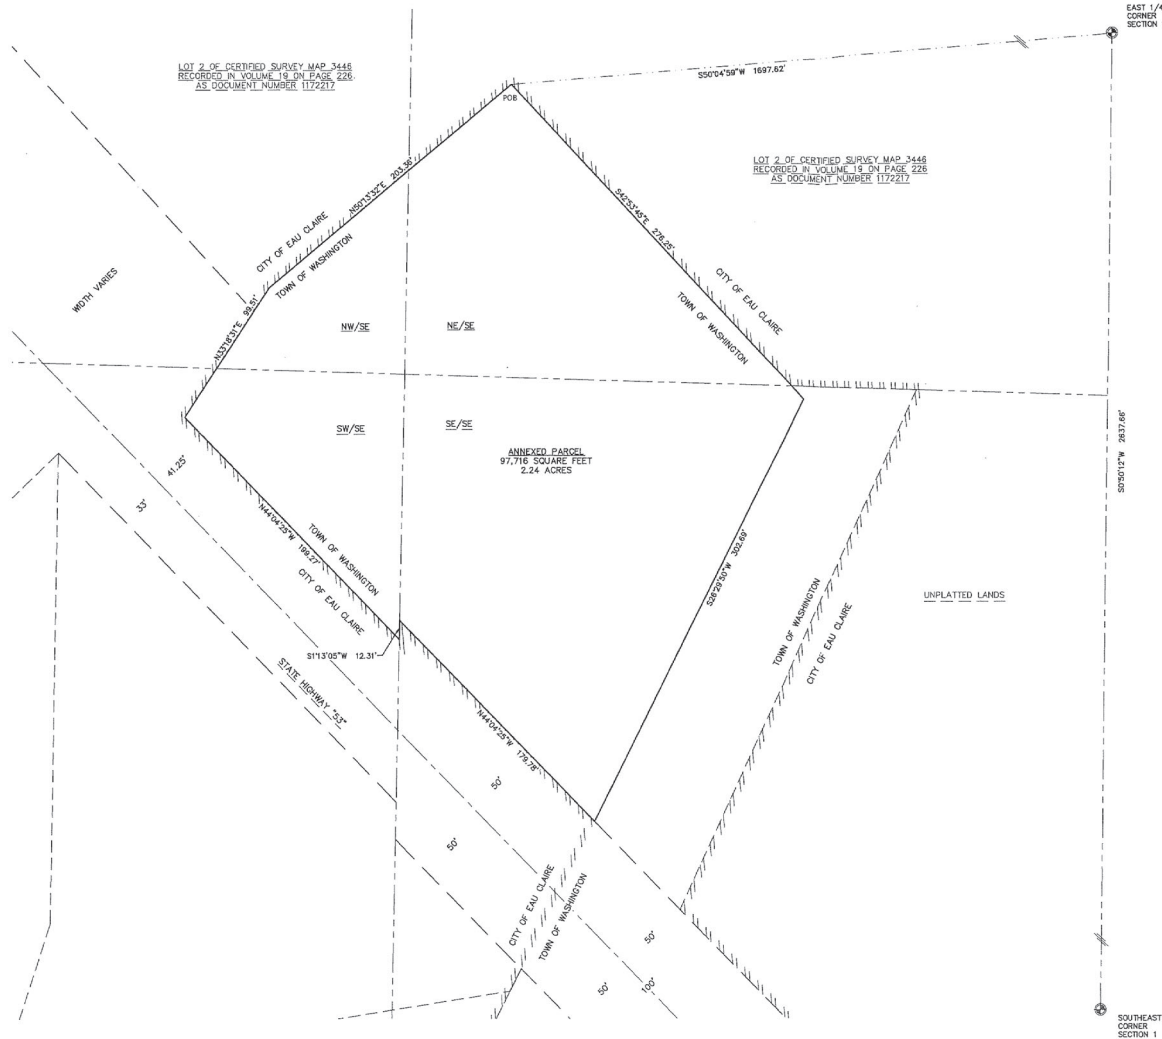 EAST 1/4
CORNER
SECTION
LOT 2 OF CERTIFIED SURVEY MAP 3446
RECORDED IN VOLUME 19 ON PAGE 226.
AS DOCUMENT NUMBER 1172217
S50°04'59"W 1697.62'
POB
LOT 2 OF CERTIFIED SURVEY MAP 3446
RECORDED IN VOLUME 19 ON PAGE 226
AS DOCUMENT NUMBER 1172217
N50°13'32"E 203.36'
S42°53'45"E 276.25'
CITY OF EAU CLAIRE
TOWN OF WASHINGTON
CITY OF EAU CLAIRE
TOWN OF WASHINGTON
WIDTH VARIES
N33°18'31"E 99.51'
NW/SE
NE/SE
SW/SE
SE/SE
ANNEXED PARCEL
97,716 SQUARE FEET
2.24 ACRES
S0°50'12"W 2637.66'
41.25'
33'
N44°04'25"W 199.27'
TOWN OF WASHINGTON
CITY OF EAU CLAIRE
S26°29'50"W 302.69'
UNPLATTED LANDS
TOWN OF WASHINGTON
CITY OF EAU CLAIRE
S1°13'05"W 12.31'
STATE HIGHWAY "53"
N44°04'25"W 179.78'
50'
50'
CITY OF EAU CLAIRE
TOWN OF WASHINGTON
50'
50'
100'
SOUTHEAST
CORNER
SECTION 1